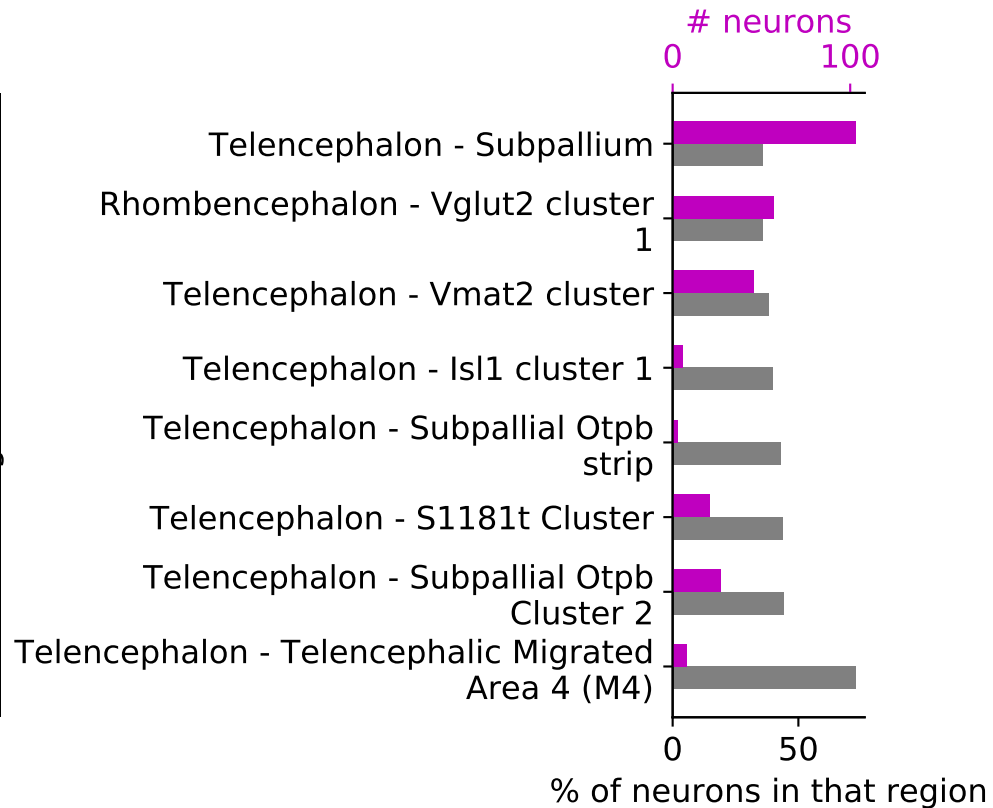 # neurons
0 100
Telencephalon - Subpallium
Rhombencephalon - Vglut2 cluster
1
Telencephalon - Vmat2 cluster
Telencephalon - Isl1 cluster 1
Telencephalon - Subpallial Otpb
strip
Telencephalon - S1181t Cluster
Telencephalon - Subpallial Otpb
Cluster 2
Telencephalon - Telencephalic Migrated
Area 4 (M4)
0 50
% of neurons in that region